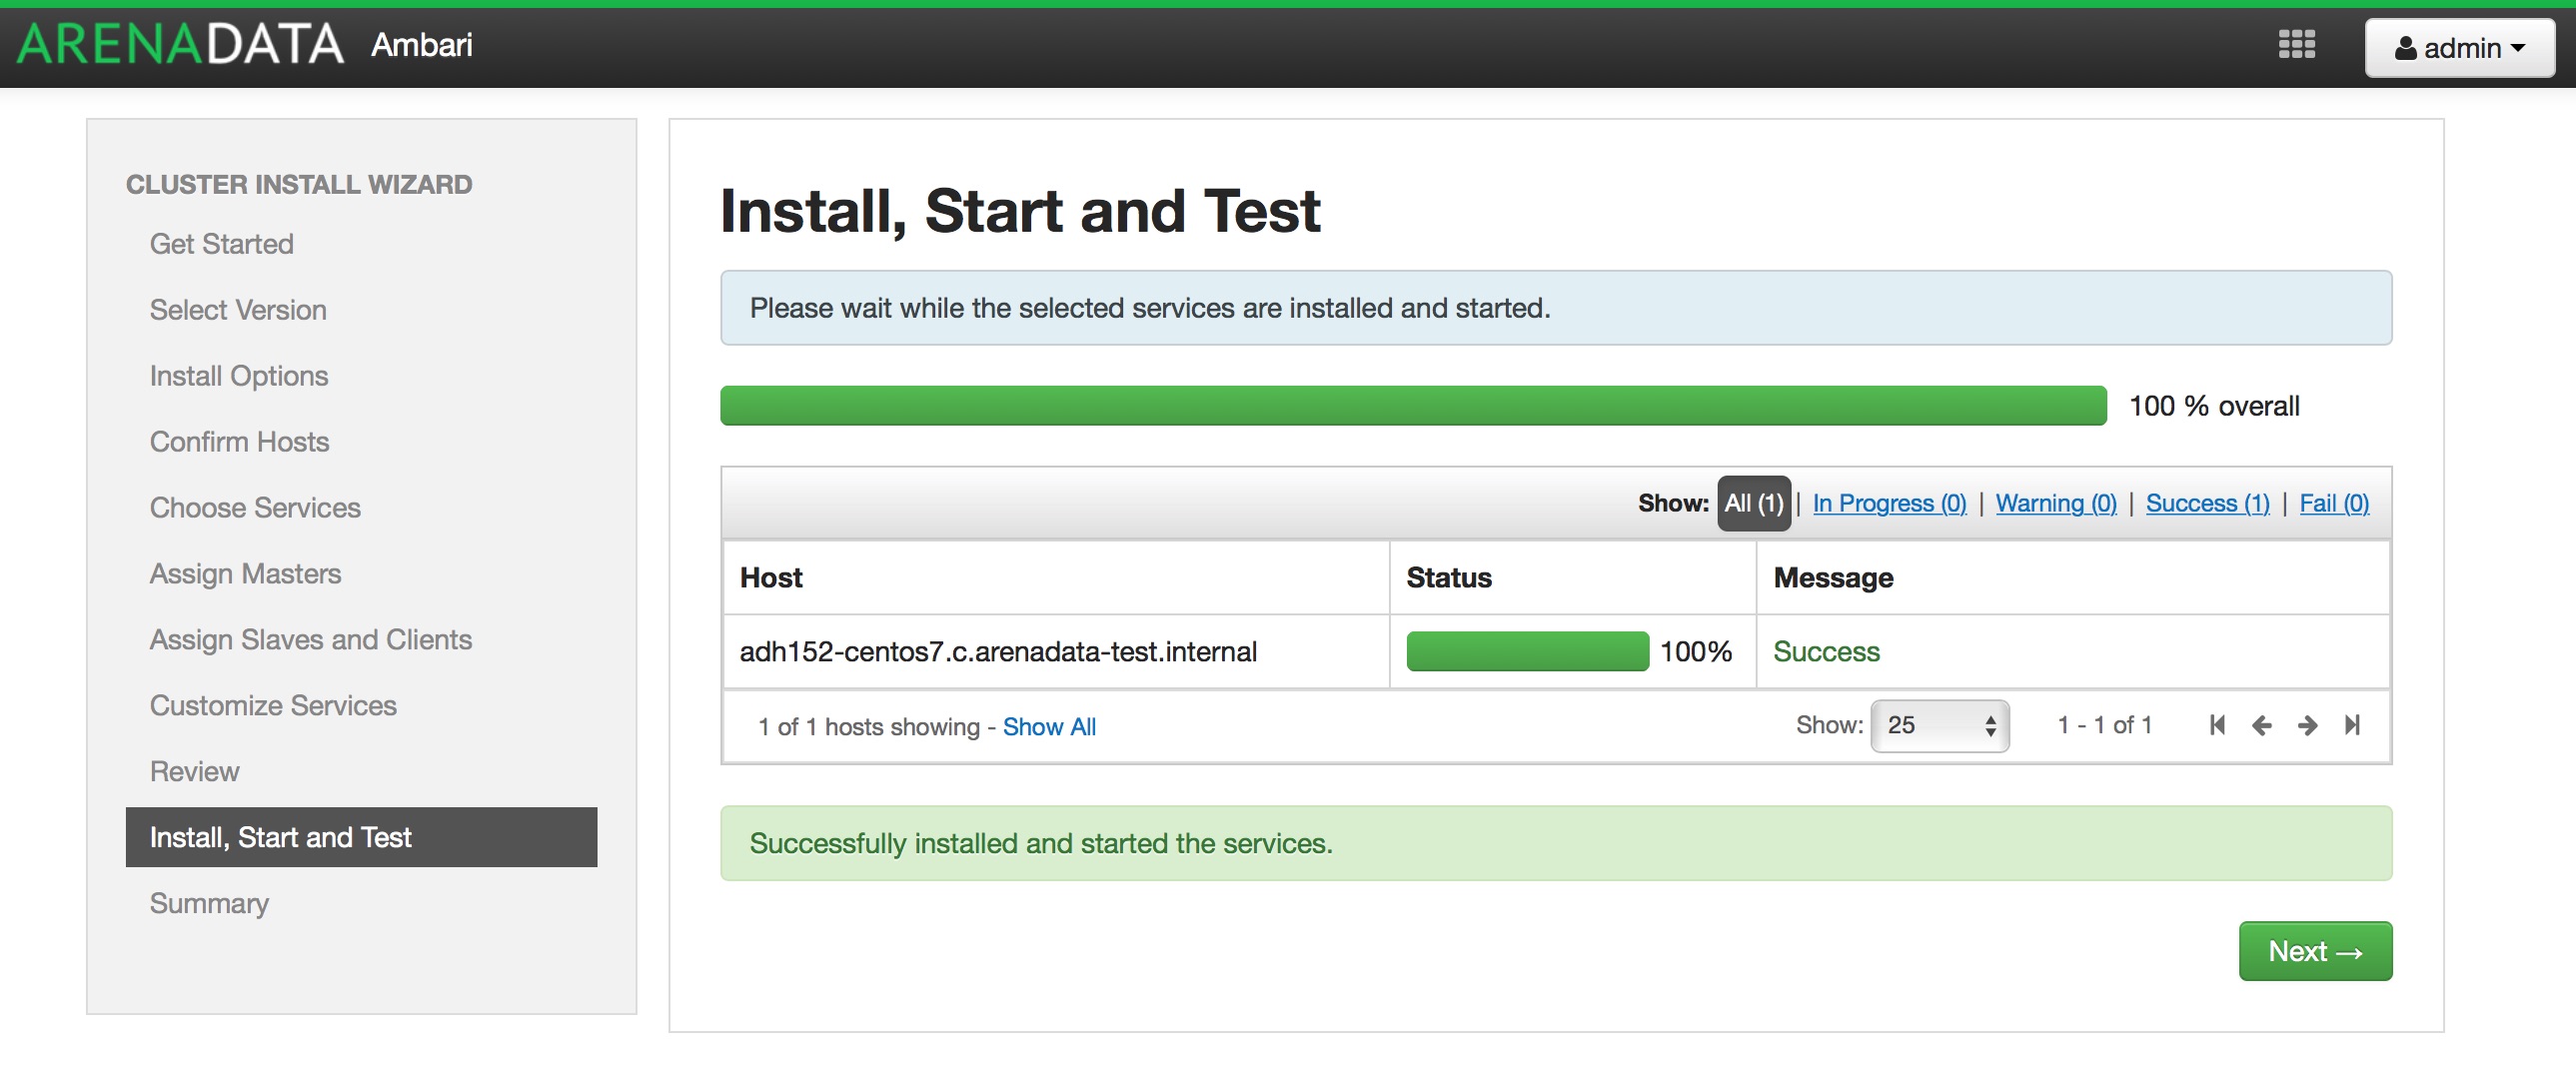 ARENADATA Ambari
admin
CLUSTER INSTALL WIZARD
Get Started
Select Version
Install Options
Confirm Hosts
Choose Services
Assign Masters
Assign Slaves and Clients
Customize Services
Review
Install, Start and Test
Summary
Install, Start and Test
Please wait while the selected services are installed and started.
100 % overall
Show: All (1) | In Progress (0) | Warning (0) | Success (1) | Fail (0)
Host Status Message
adh152-centos7.c.arenadata-test.internal 100% Success
1 of 1 hosts showing - Show All Show: 25 1 - 1 of 1
Successfully installed and started the services.
Next →